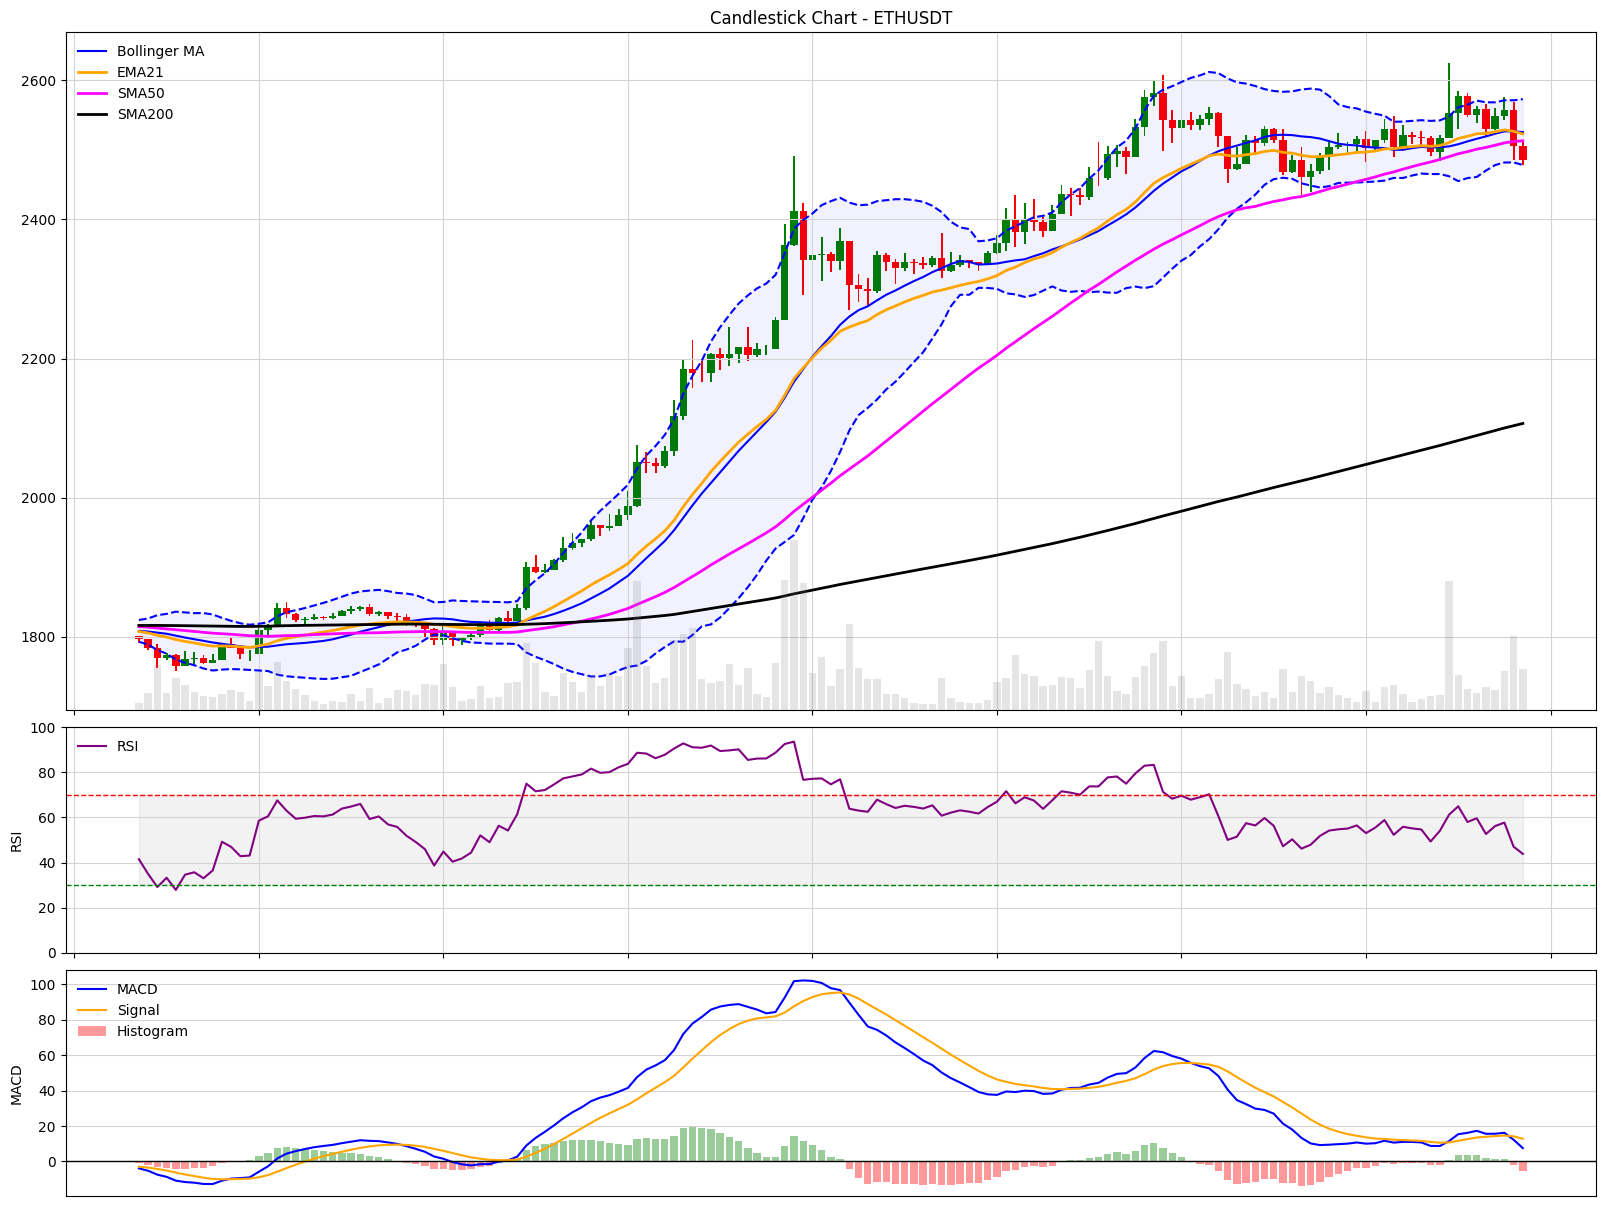 Candlestick Chart - ETHUSDT
Bollinger MA
EMA21
SMA50
SMA200
2600
2400
2200
2000
1800
RSI
100
80
60
40
20
0
RSI
MACD
Signal
Histogram
100
80
60
40
20
0
MACD